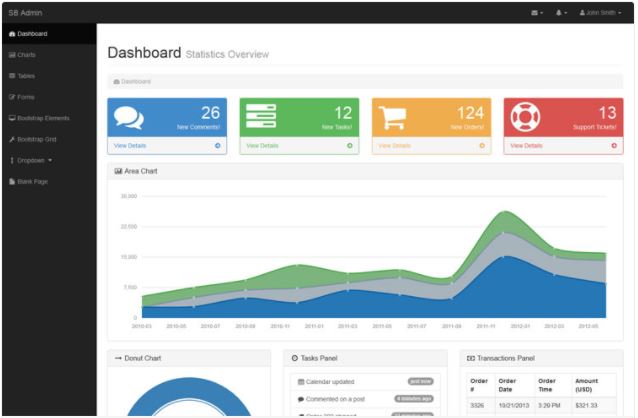 SB Admin
John Smith
Dashboard
Charts
Tables
Forms
Bootstrap Elements
Bootstrap Grid
Dropdown
Blank Page
Dashboard Statistics Overview
Dashboard
26
New Comments!
View Details
12
New Tasks!
View Details
124
New Orders!
View Details
13
Support Tickets!
View Details
Area Chart
30,000
22,500
15,000
7,500
0
2010-03 2010-05 2010-07 2010-09 2010-11 2011-01 2011-03 2011-05 2011-07 2011-09 2011-11 2012-01 2012-03 2012-05
Donut Chart
Tasks Panel
Calendar updated just now
Commented on a post 4 minutes ago
Transactions Panel
Order # Order Date Order Time Amount (USD)
3326 10/21/2013 3:29 PM $321.33